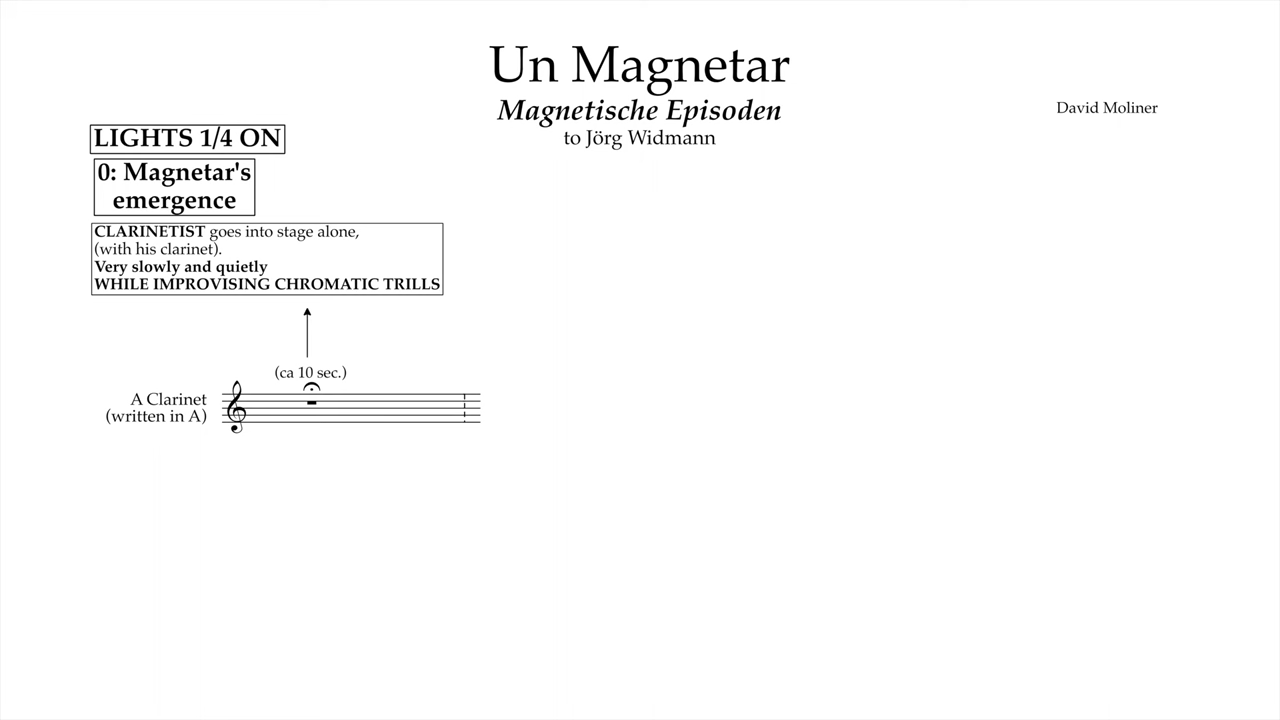 Un Magnetar
Magnetische Episoden
to Jörg Widmann
David Moliner
LIGHTS 1/4 ON
0: Magnetar's
emergence
CLARINETIST goes into stage alone,
(with his clarinet).
Very slowly and quietly
WHILE IMPROVISING CHROMATIC TRILLS
(ca 10 sec.)
A Clarinet
(written in A)